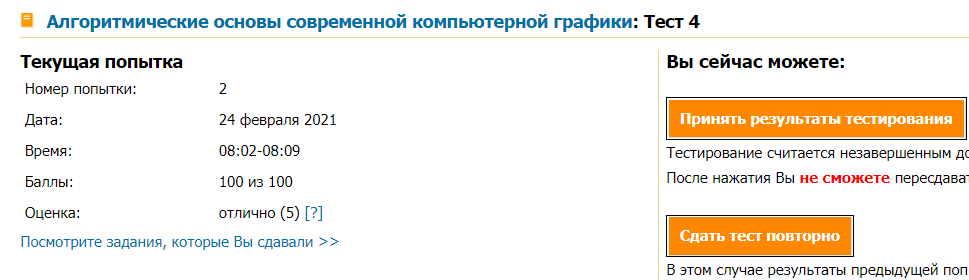 Алгоритмические основы современной компьютерной графики: Тест 4
Текущая попытка
Номер попытки: 2
Дата: 24 февраля 2021
Время: 08:02-08:09
Баллы: 100 из 100
Оценка: отлично (5) [?]
Посмотрите задания, которые Вы сдавали >>
Вы сейчас можете:
Принять результаты тестирования
Тестирование считается незавершенным до
После нажатия Вы не сможете пересдават
Сдать тест повторно
В этом случае результаты предыдущей поп